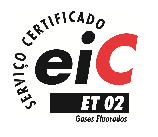 SERVIÇO CERTIFICADO
eiC
ET 02
Gases Fluorados